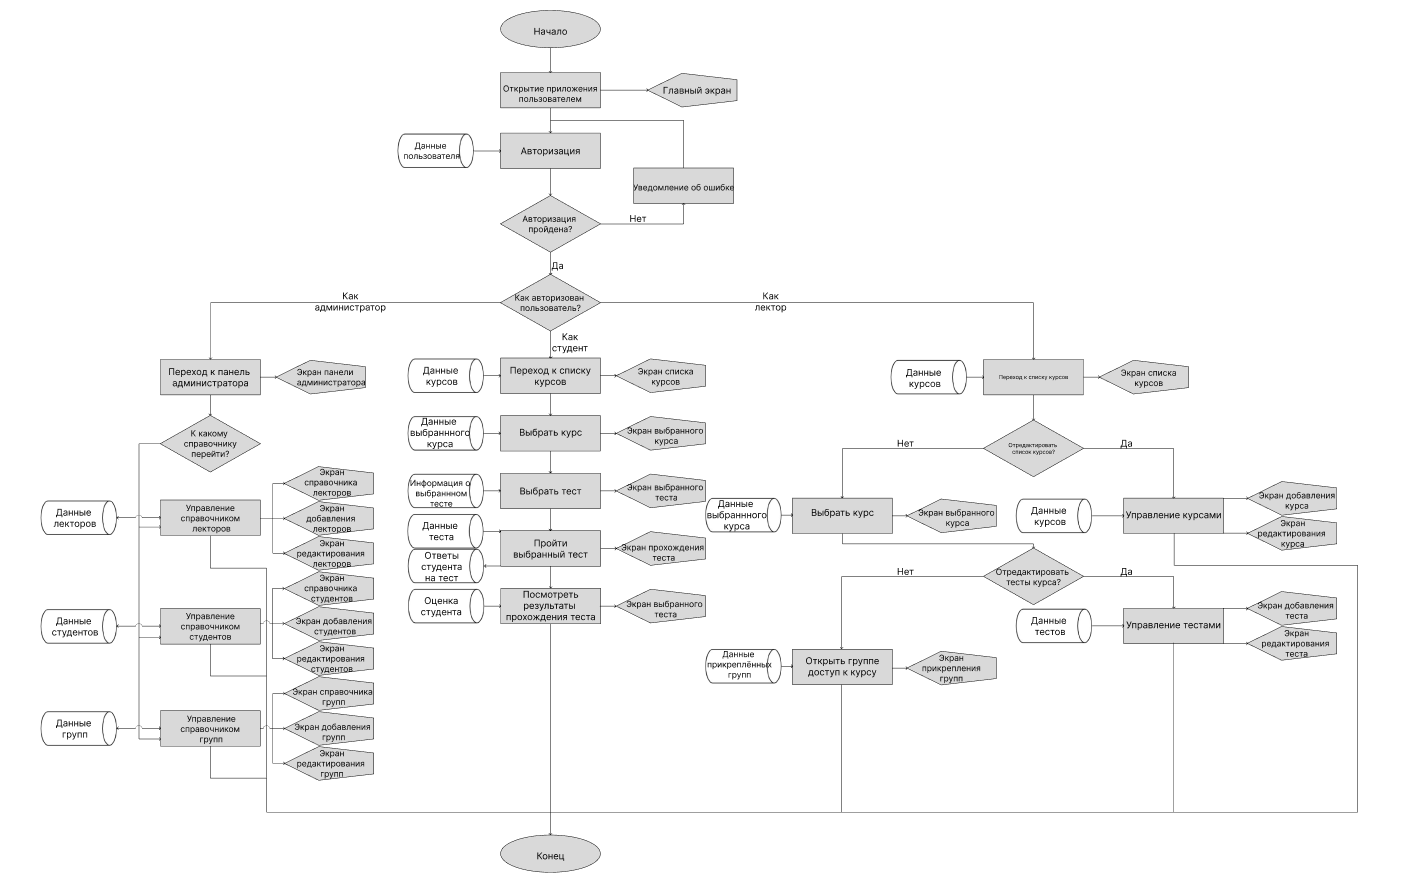 Начало
Открытие приложения
пользователем
Главный экран
Данные
пользователя
Авторизация
Уведомление об ошибке
Авторизация
пройдена?
Нет
Да
Как авторизован
пользователь?
Как
администратор
Как
лектор
Как
студент
Переход к панель
администратора
Экран панели
администратора
К какому
справочнику
перейти?
Данные
лекторов
Управление
справочником
лекторов
Экран
справочника
лекторов
Экран
добавления
лекторов
Экран
редактирования
лекторов
Данные
студентов
Управление
справочником
студентов
Экран
справочника
студентов
Экран добавления
студентов
Экран
редактирования
студентов
Данные
групп
Управление
справочником
групп
Экран справочника
групп
Экран добавления
групп
Экран
редактирования
групп
Данные
курсов
Переход к списку
курсов
Экран списка
курсов
Данные
выбраннного
курса
Выбрать курс
Экран выбранного
курса
Информация о
выбраннном
тесте
Выбрать тест
Экран выбранного
теста
Данные
теста
Ответы
студента
на тест
Пройти
выбранный тест
Экран прохождения
теста
Оценка
студента
Посмотреть
результаты
прохождения теста
Экран выбранного
теста
Данные
курсов
Переход к списку курсов
Экран списка
курсов
Отредактировать
список курсов?
Нет
Да
Данные
выбраннного
курса
Выбрать курс
Экран выбранного
курса
Данные
курсов
Управление курсами
Экран добавления
курса
Экран
редактирования
курса
Отредактировать
тесты курса?
Нет
Да
Данные
тестов
Управление тестами
Экран добавления
теста
Экран
редактирования
теста
Данные
прикреплённых
групп
Открыть группе
доступ к курсу
Экран
прикрепления
групп
Конец